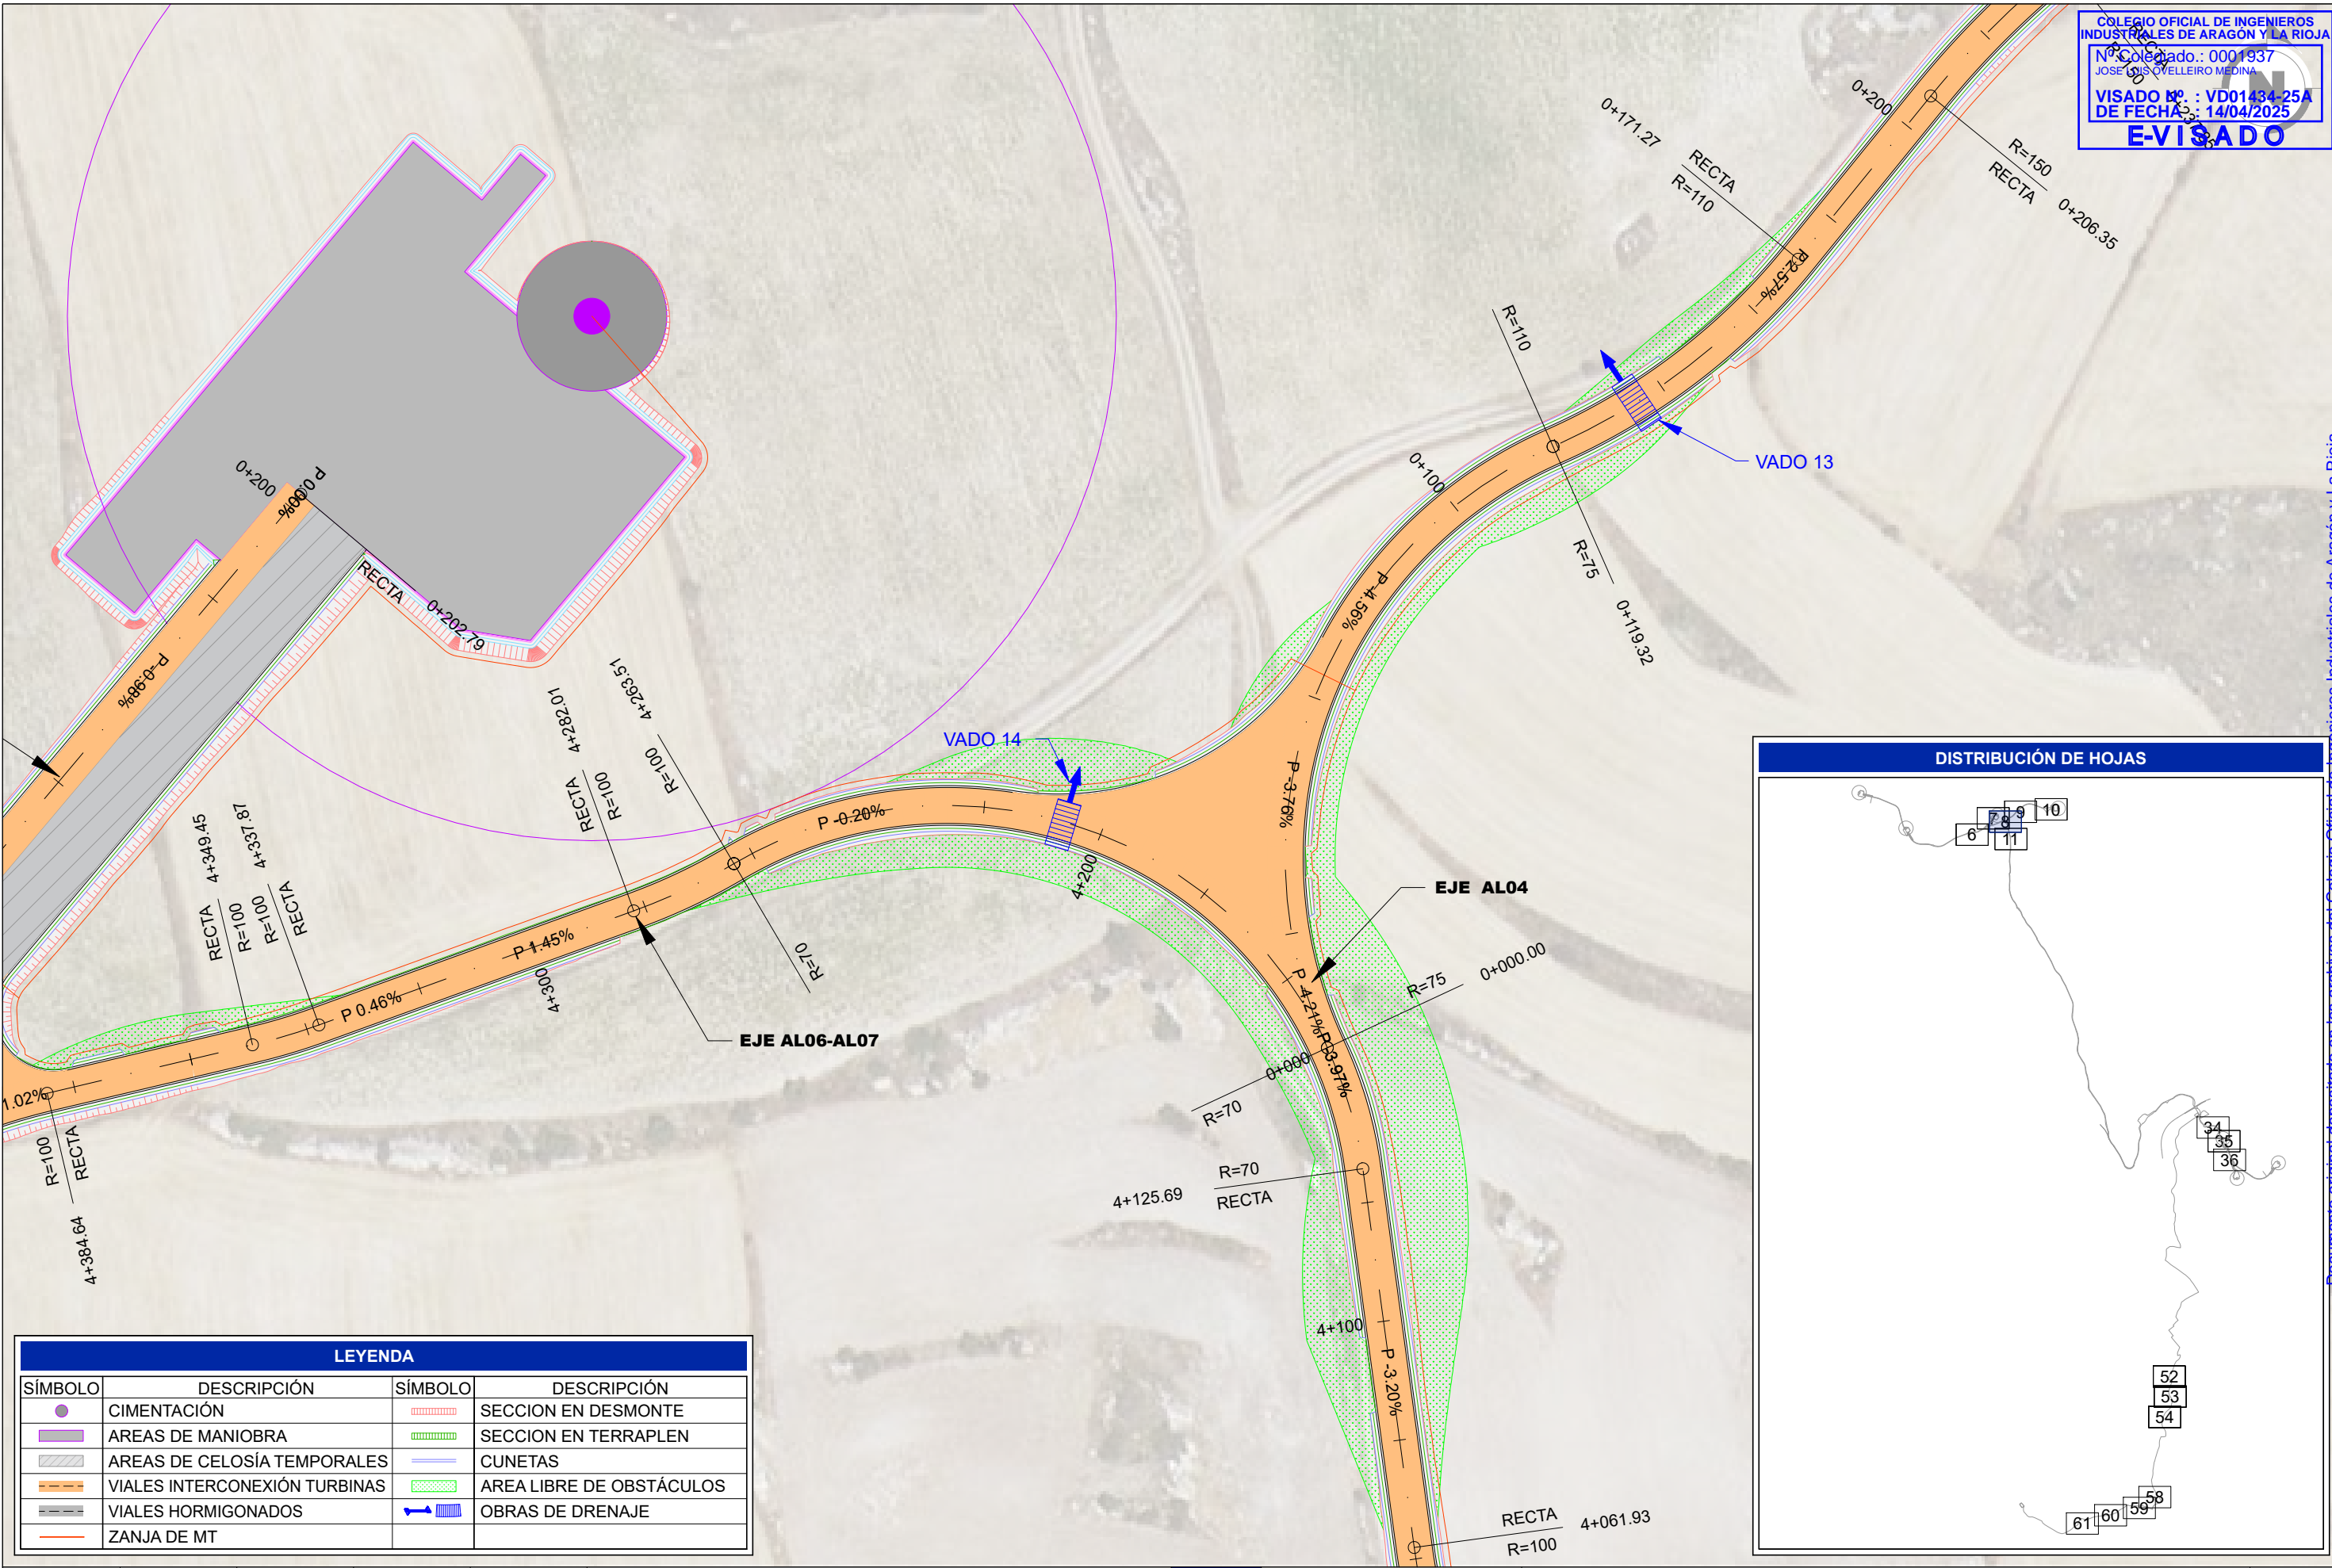 COLEGIO OFICIAL DE INGENIEROS
INDUSTRIALES DE ARAGÓN Y LA RIOJA
Nº Colegiado.: 0001937
JOSE LUIS OVELLEIRO MEDINA
VISADO Nº. : VD01434-25A
DE FECHA : 14/04/2025
E-VISADO
RECTA
R=150
0+200
R=150
RECTA
0+206.35
0+171.27
RECTA
R=110
P 2.57%
R=110
R=75
0+119.32
VADO 13
0+100
P -4.56%
0+200
P 0.00%
RECTA
0+202.79
P -0.98%
VADO 14
P -3.76%
4+263.51
R=100
R=70
4+282.01
RECTA
R=100
P -0.20%
4+200
EJE AL04
RECTA 4+349.45
R=100
R=100 4+337.87
RECTA
P 1.45%
4+300
P 0.46%
EJE AL06-AL07
1.02%
R=100
RECTA
4+384.64
P -4.21%
P -3.97%
R=75
0+000.00
0+000
R=70
R=70
4+125.69
RECTA
4+100
P -3.20%
RECTA
4+061.93
R=100
DISTRIBUCIÓN DE HOJAS
6
7
8
9
10
11
34
35
36
52
53
54
58
59
60
61
LEYENDA
SÍMBOLO DESCRIPCIÓN SÍMBOLO DESCRIPCIÓN
CIMENTACIÓN SECCION EN DESMONTE
AREAS DE MANIOBRA SECCION EN TERRAPLEN
AREAS DE CELOSÍA TEMPORALES CUNETAS
VIALES INTERCONEXIÓN TURBINAS AREA LIBRE DE OBSTÁCULOS
VIALES HORMIGONADOS OBRAS DE DRENAJE
ZANJA DE MT